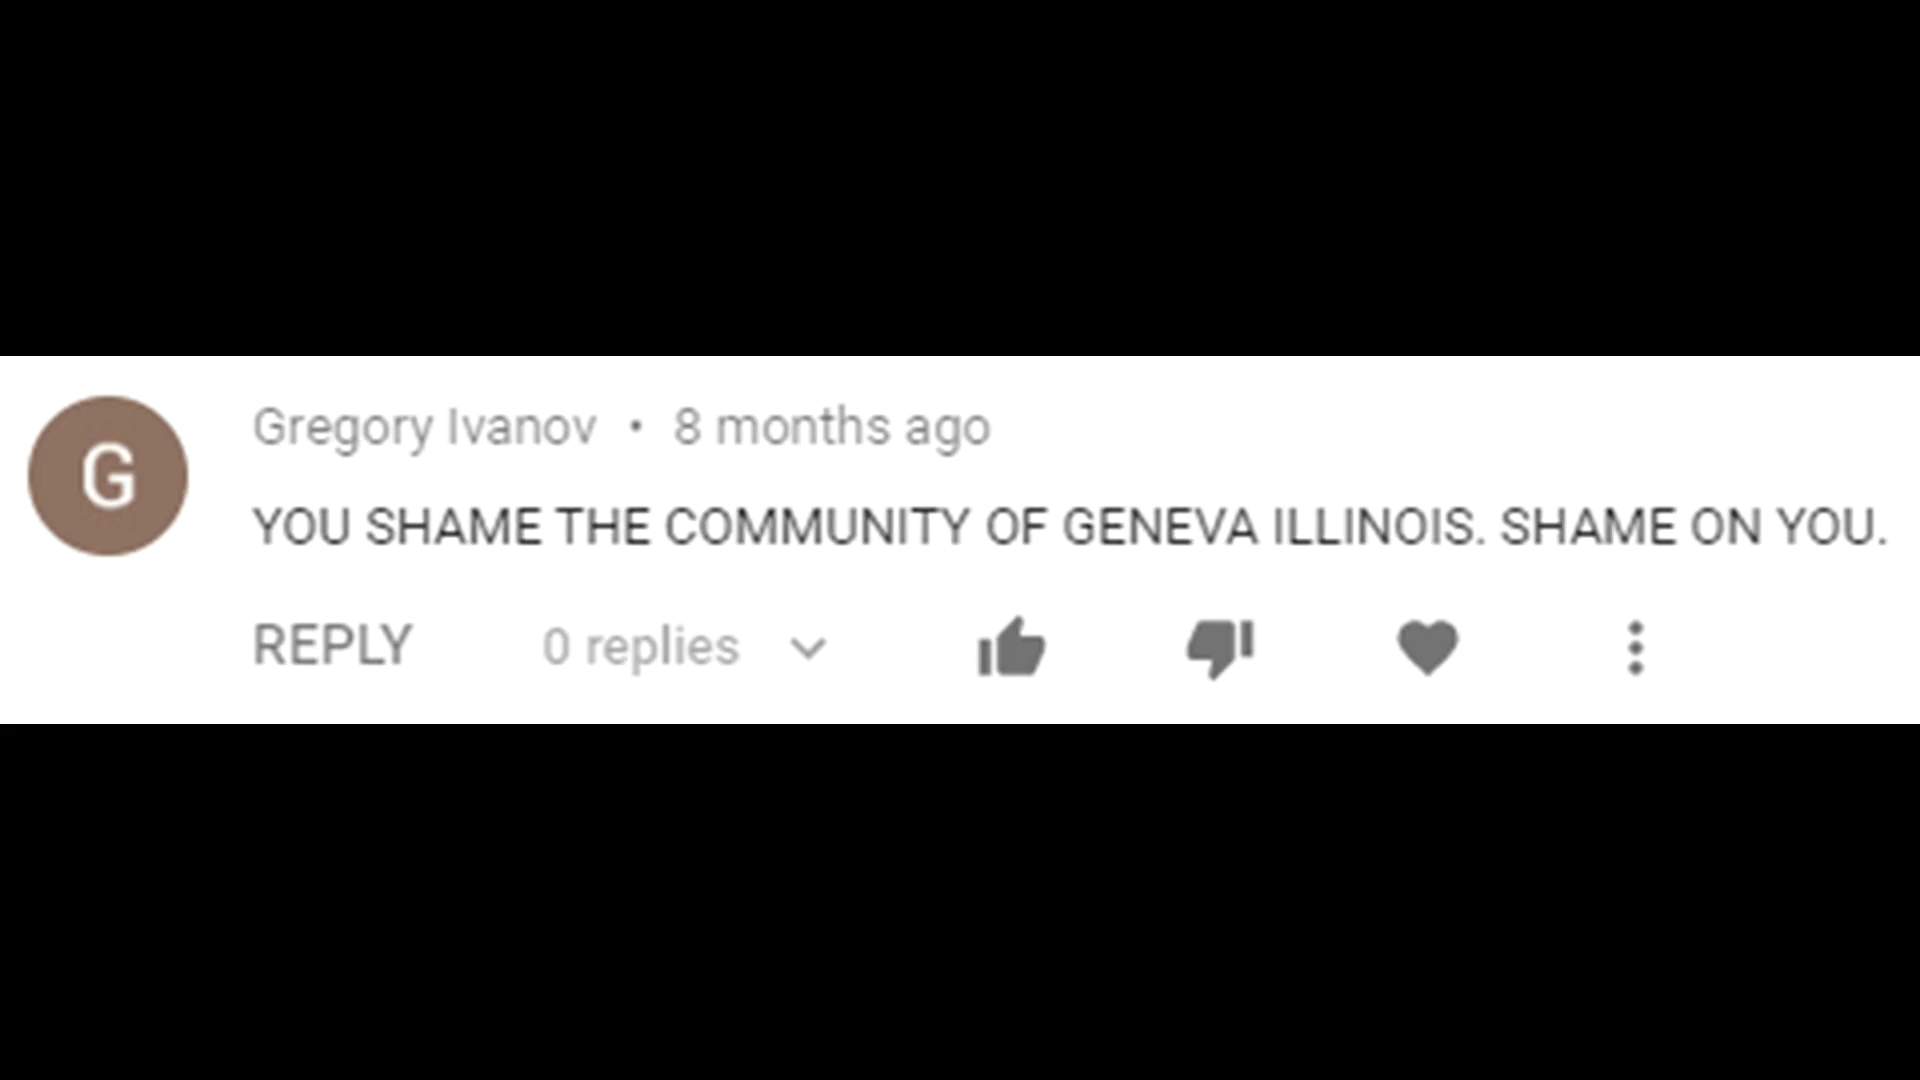 G
Gregory Ivanov • 8 months ago
YOU SHAME THE COMMUNITY OF GENEVA ILLINOIS. SHAME ON YOU.
REPLY 0 replies